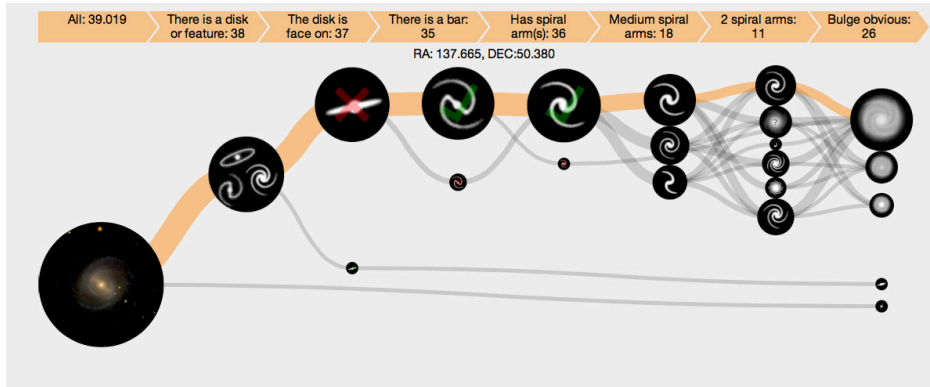 All: 39.019
There is a disk
or feature: 38
The disk is
face on: 37
There is a bar:
35
Has spiral
arm(s): 36
Medium spiral
arms: 18
2 spiral arms:
11
Bulge obvious:
26
RA: 137.665, DEC:50.380
?